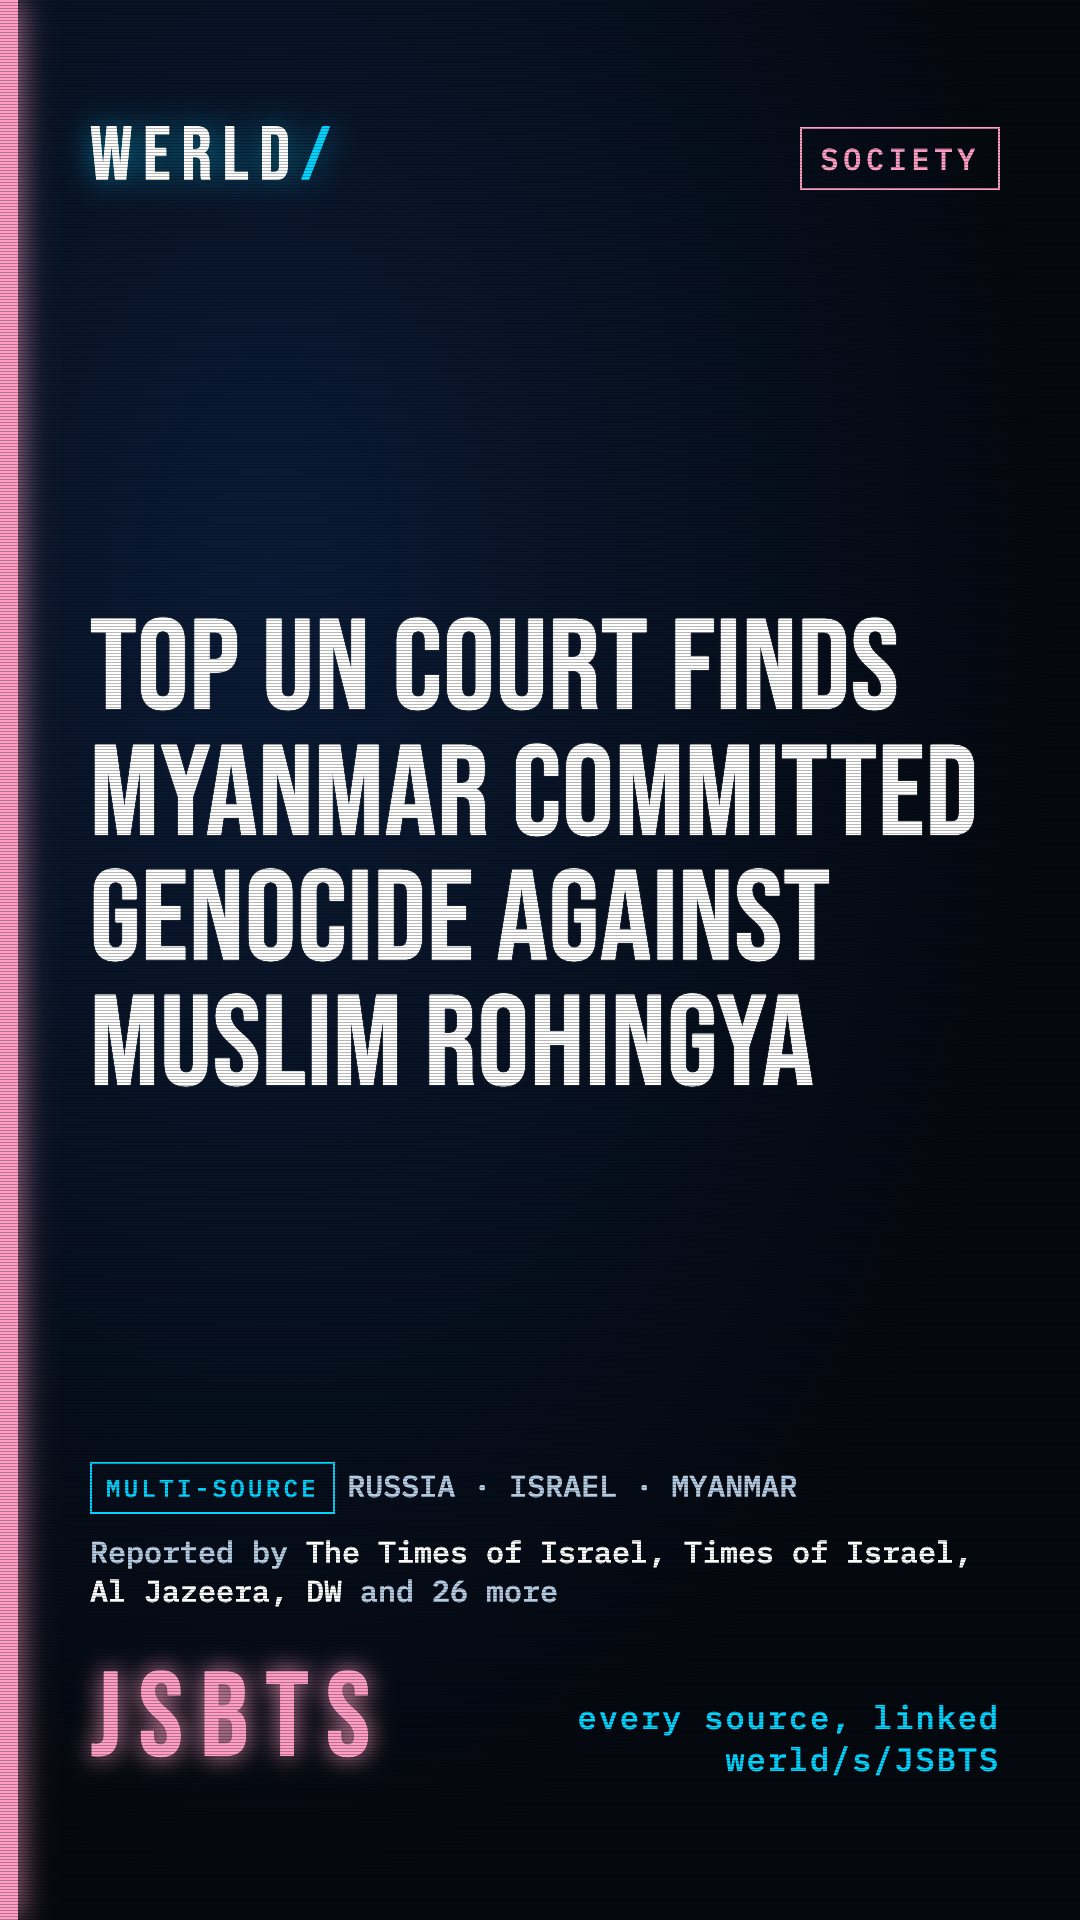 WERLD/
SOCIETY
TOP UN COURT FINDS
MYANMAR COMMITTED
GENOCIDE AGAINST
MUSLIM ROHINGYA
MULTI-SOURCE RUSSIA · ISRAEL · MYANMAR
Reported by The Times of Israel, Times of Israel,
Al Jazeera, DW and 26 more
JSBTS
every source, linked
werld/s/JSBTS